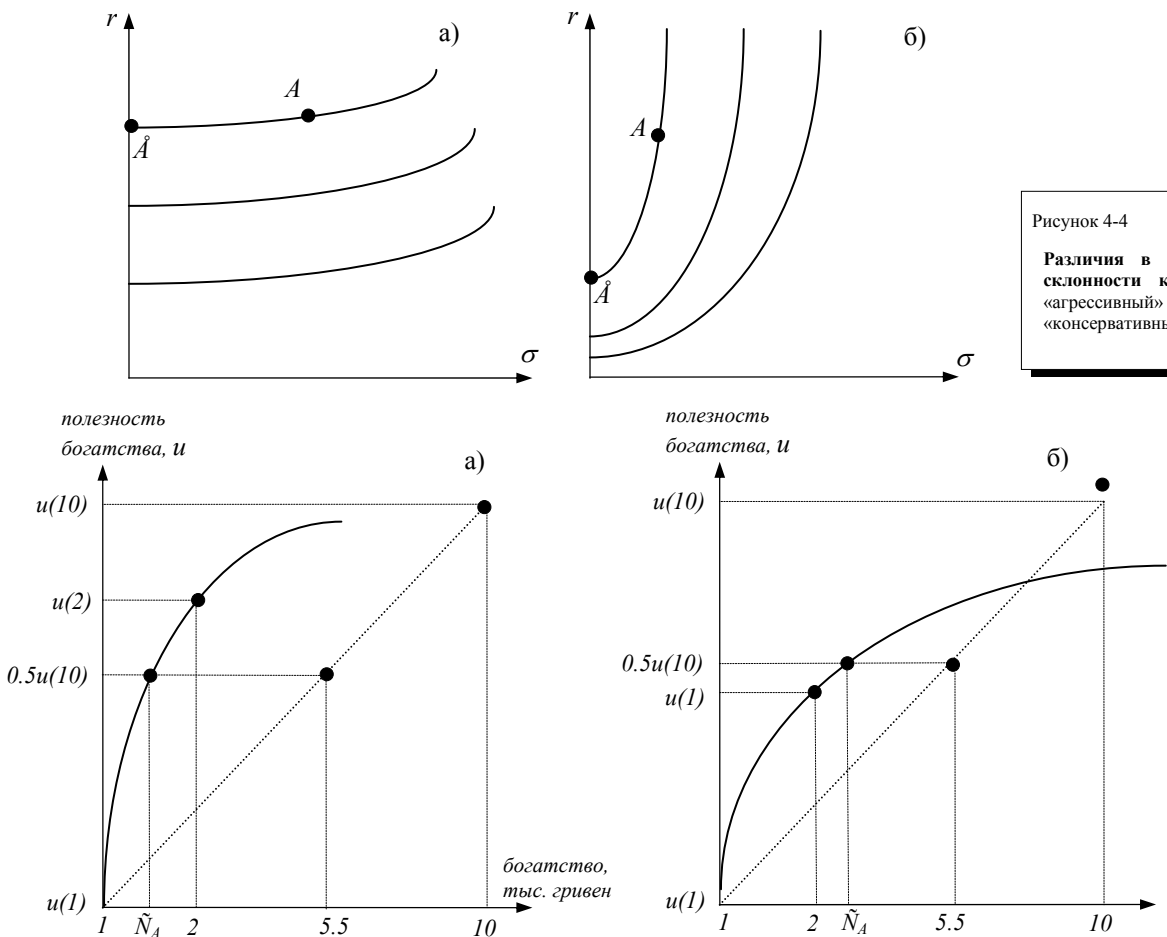 r
а)
A
Å
σ
r
б)
A
Å
σ
Рисунок 4-4
Различия в
склонности к
«агрессивный»
«консервативны
полезность
богатства, u
а)
u(10)
u(2)
0.5u(10)
u(1)
богатство,
тыс. гривен
1 Ñ_A 2 5.5 10
полезность
богатства, u
б)
u(10)
0.5u(10)
u(1)
u(1)
1 2 Ñ_A 5.5 10